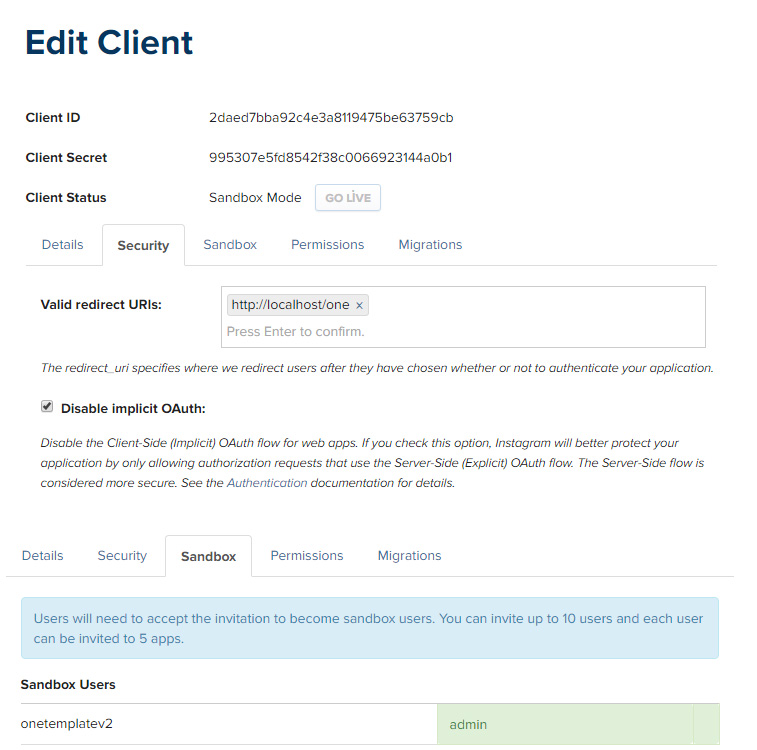 Edit Client
Client ID 2daed7bba92c4e3a8119475be63759cb
Client Secret 995307e5fd8542f38c0066923144a0b1
Client Status Sandbox Mode GO LIVE
Details Security Sandbox Permissions Migrations
Valid redirect URIs: http://localhost/one ×
Press Enter to confirm.
The redirect_uri specifies where we redirect users after they have chosen whether or not to authenticate your application.
Disable implicit OAuth:
Disable the Client-Side (Implicit) OAuth flow for web apps. If you check this option, Instagram will better protect your
application by only allowing authorization requests that use the Server-Side (Explicit) OAuth flow. The Server-Side flow is
considered more secure. See the Authentication documentation for details.
Details Security Sandbox Permissions Migrations
Users will need to accept the invitation to become sandbox users. You can invite up to 10 users and each user
can be invited to 5 apps.
Sandbox Users
onetemplatev2 admin